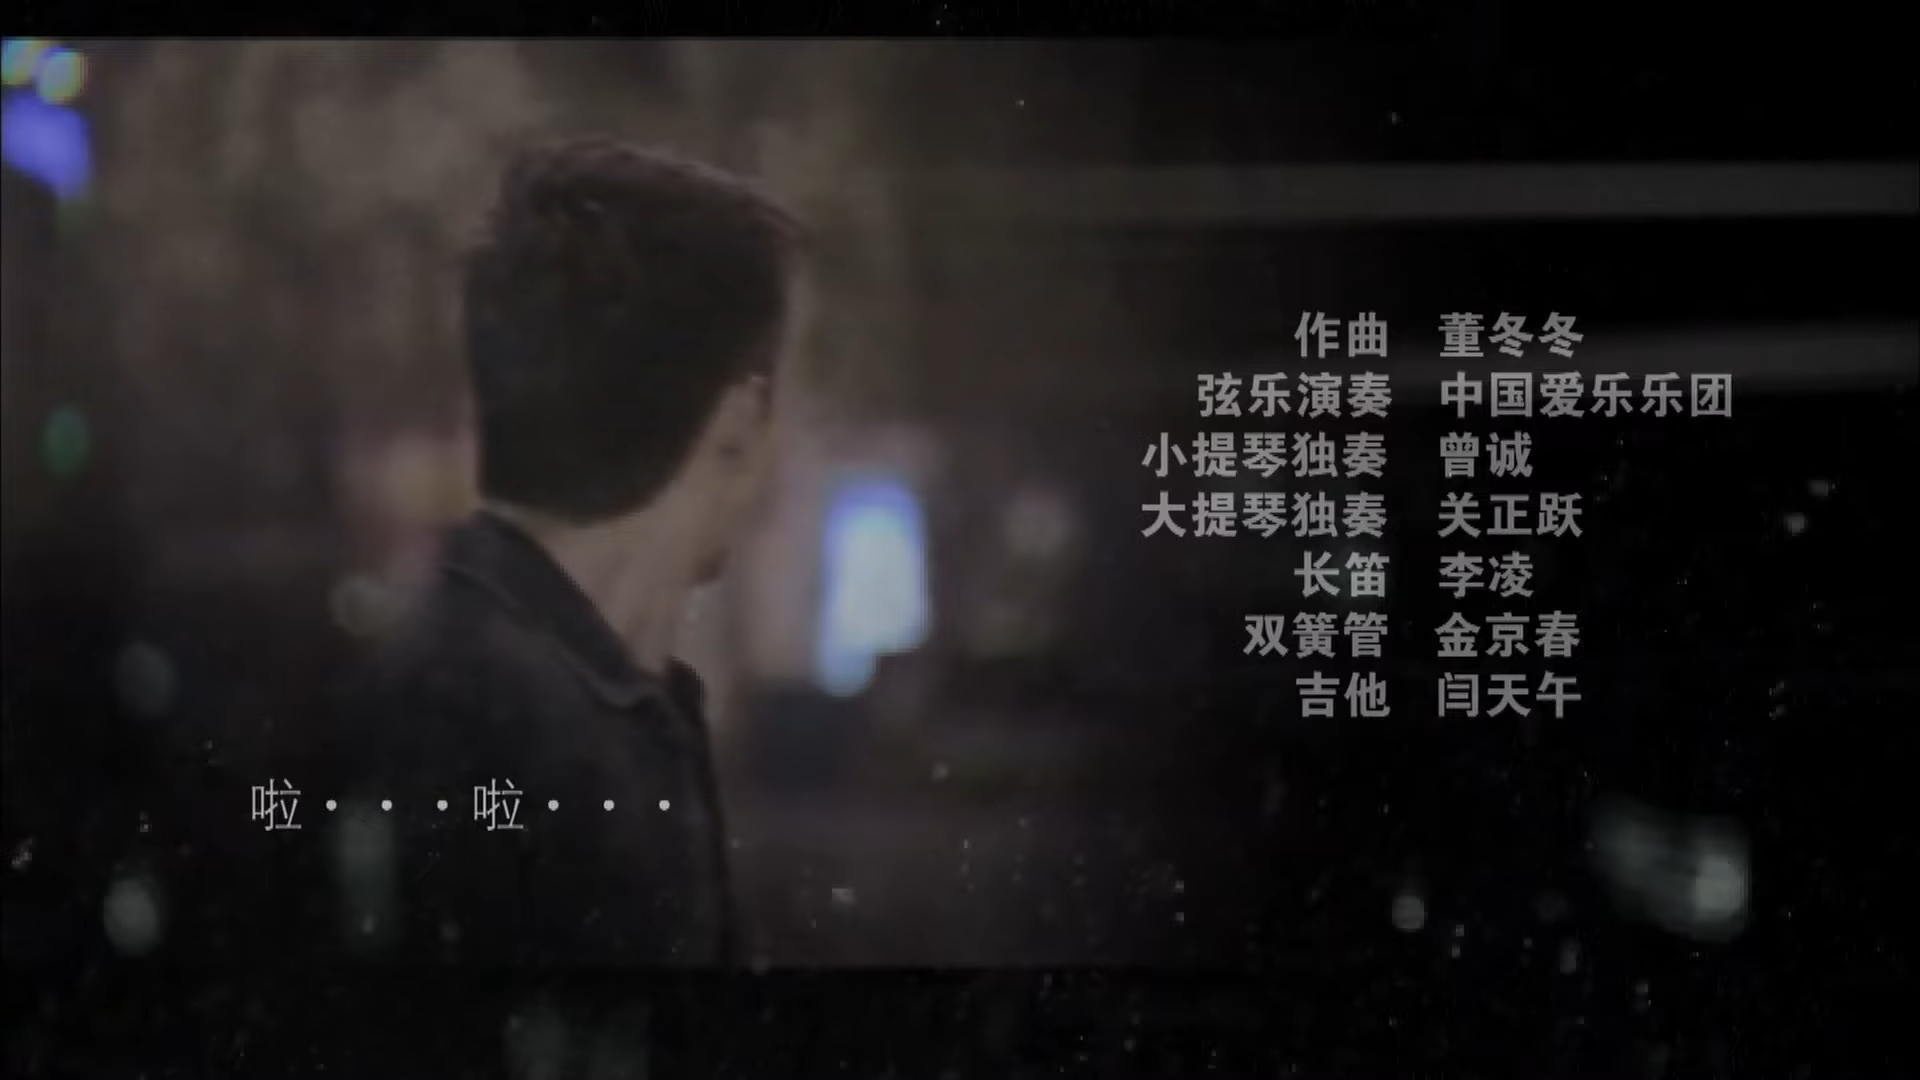 作曲 董冬冬
弦乐演奏 中国爱乐乐团
小提琴独奏 曾诚
大提琴独奏 关正跃
长笛 李凌
双簧管 金京春
吉他 闫天午
啦···啦···